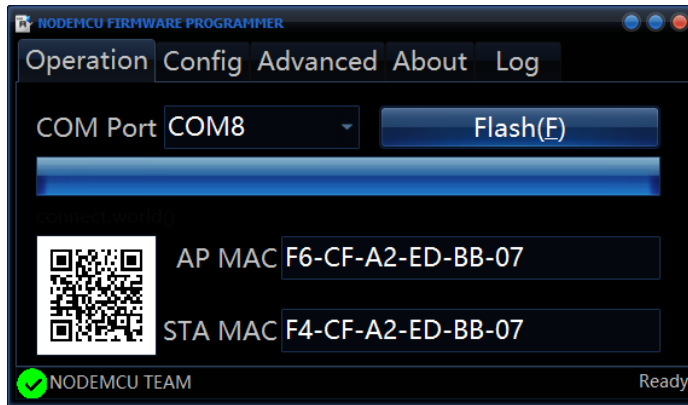 NODEMCU FIRMWARE PROGRAMMER
Operation Config Advanced About Log
COM Port COM8 Flash(F)
connect.world()
AP MAC F6-CF-A2-ED-BB-07
STA MAC F4-CF-A2-ED-BB-07
NODEMCU TEAM Ready